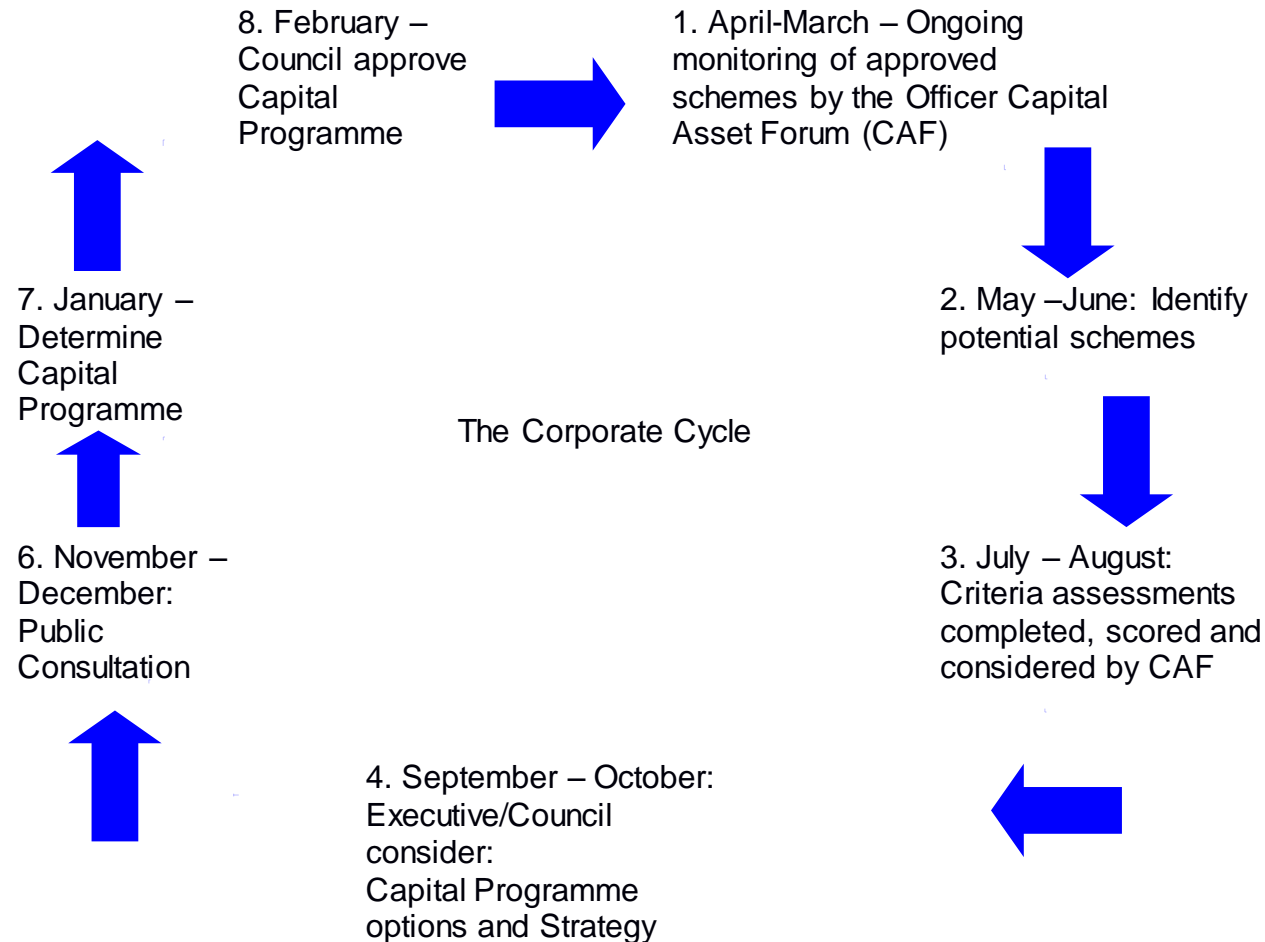 8. February –
Council approve
Capital
Programme
1. April-March – Ongoing
monitoring of approved
schemes by the Officer Capital
Asset Forum (CAF)
2. May –June: Identify
potential schemes
3. July – August:
Criteria assessments
completed, scored and
considered by CAF
4. September – October:
Executive/Council
consider:
Capital Programme
options and Strategy
6. November –
December:
Public
Consultation
7. January –
Determine
Capital
Programme
The Corporate Cycle